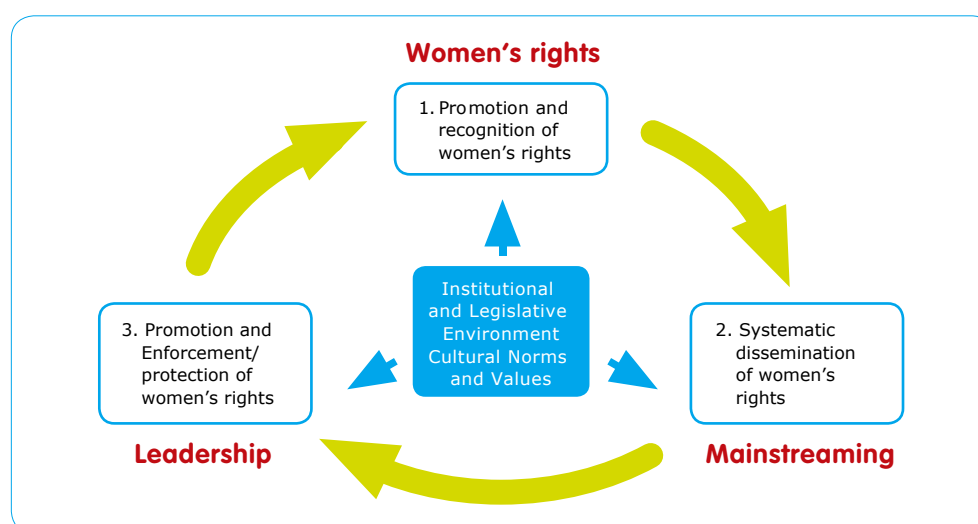 Women's rights
1. Promotion and
recognition of
women's rights
Institutional
and Legislative
Environment
Cultural Norms
and Values
3. Promotion and
Enforcement/
protection of
women's rights
2. Systematic
dissemination
of women's
rights
Leadership
Mainstreaming